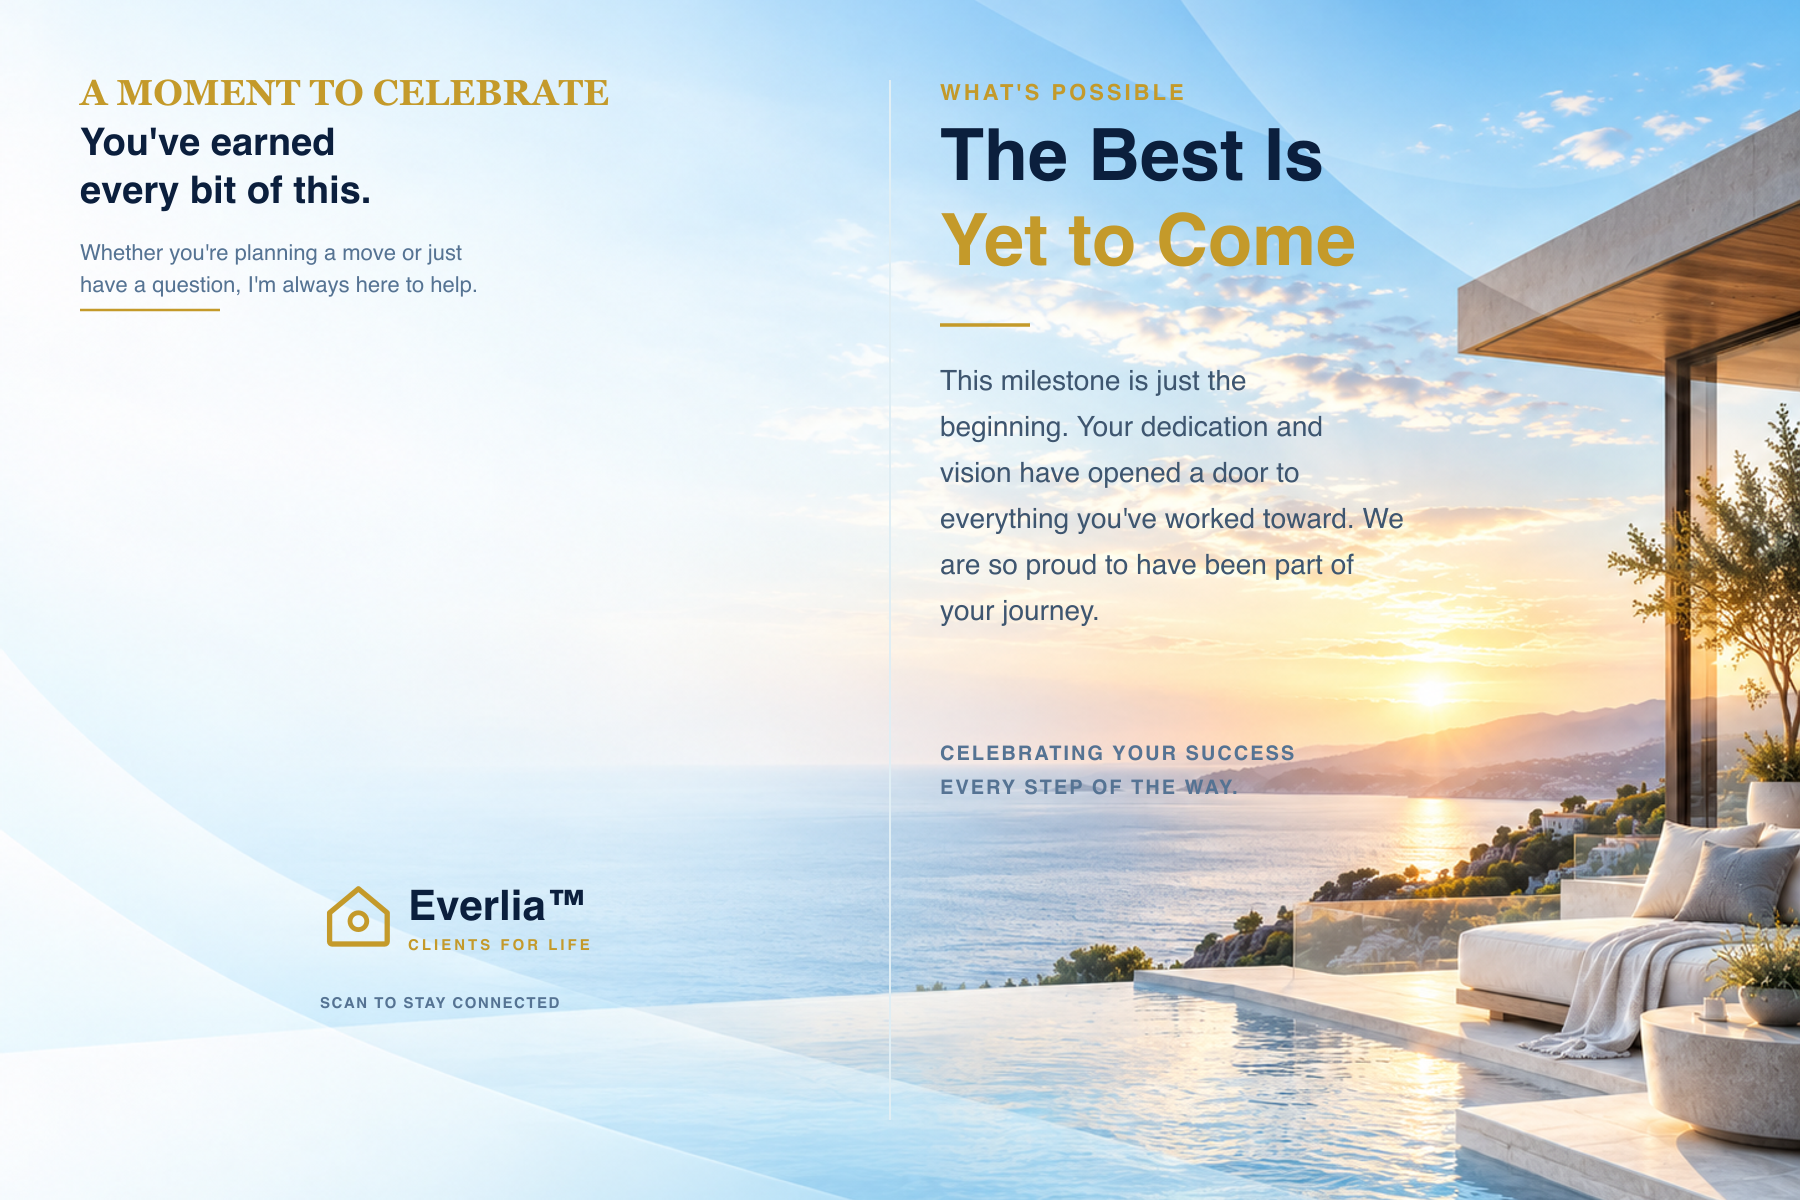 A MOMENT TO CELEBRATE
You've earned
every bit of this.
Whether you're planning a move or just
have a question, I'm always here to help.
Everlia™
CLIENTS FOR LIFE
SCAN TO STAY CONNECTED
WHAT'S POSSIBLE
The Best Is
Yet to Come
This milestone is just the
beginning. Your dedication and
vision have opened a door to
everything you've worked toward. We
are so proud to have been part of
your journey.
CELEBRATING YOUR SUCCESS
EVERY STEP OF THE WAY.